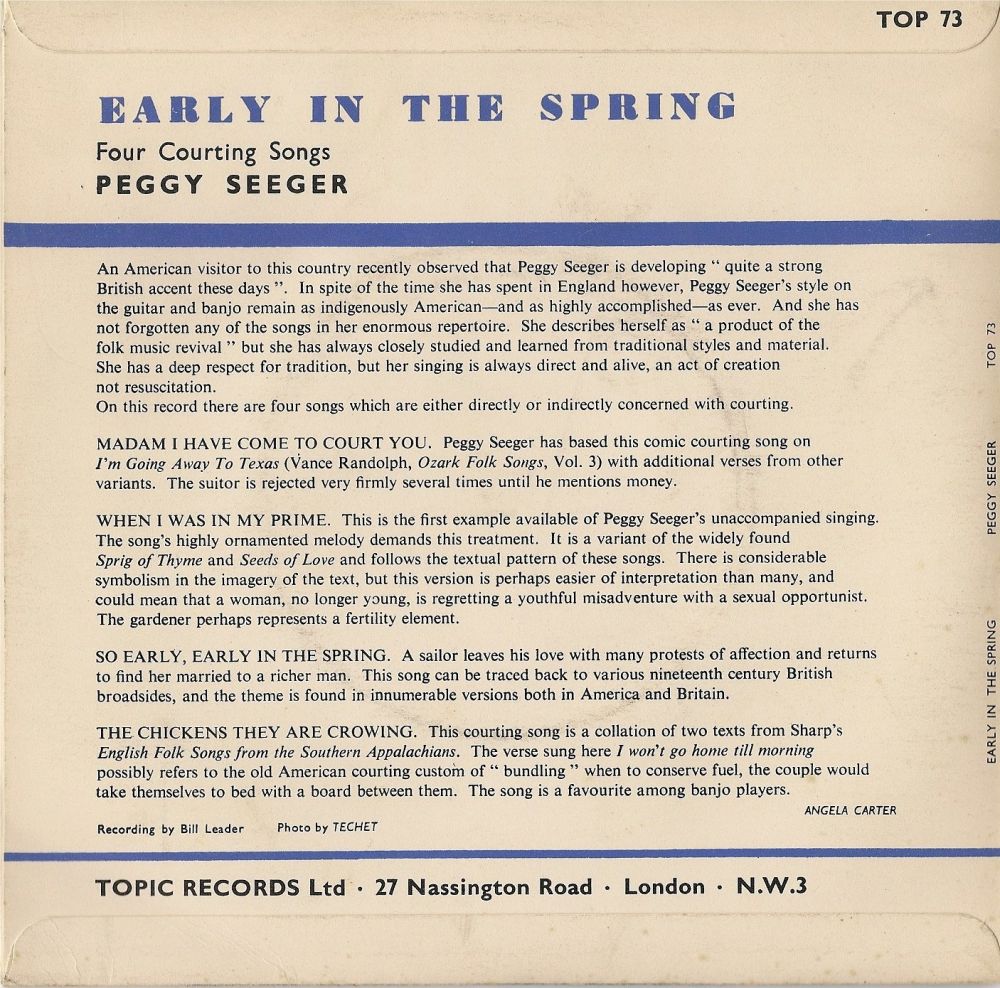 TOP 73
EARLY IN THE SPRING
Four Courting Songs
PEGGY SEEGER
An American visitor to this country recently observed that Peggy Seeger is developing “ quite a strong
British accent these days ”. In spite of the time she has spent in England however, Peggy Seeger's style on
the guitar and banjo remain as indigenously American—and as highly accomplished—as ever. And she has
not forgotten any of the songs in her enormous repertoire. She describes herself as “ a product of the
folk music revival ” but she has always closely studied and learned from traditional styles and material.
She has a deep respect for tradition, but her singing is always direct and alive, an act of creation
not resuscitation.
On this record there are four songs which are either directly or indirectly concerned with courting.
MADAM I HAVE COME TO COURT YOU. Peggy Seeger has based this comic courting song on
I'm Going Away To Texas (Vance Randolph, Ozark Folk Songs, Vol. 3) with additional verses from other
variants. The suitor is rejected very firmly several times until he mentions money.
WHEN I WAS IN MY PRIME. This is the first example available of Peggy Seeger's unaccompanied singing.
The song's highly ornamented melody demands this treatment. It is a variant of the widely found
Sprig of Thyme and Seeds of Love and follows the textual pattern of these songs. There is considerable
symbolism in the imagery of the text, but this version is perhaps easier of interpretation than many, and
could mean that a woman, no longer young, is regretting a youthful misadventure with a sexual opportunist.
The gardener perhaps represents a fertility element.
SO EARLY, EARLY IN THE SPRING. A sailor leaves his love with many protests of affection and returns
to find her married to a richer man. This song can be traced back to various nineteenth century British
broadsides, and the theme is found in innumerable versions both in America and Britain.
THE CHICKENS THEY ARE CROWING. This courting song is a collation of two texts from Sharp's
English Folk Songs from the Southern Appalachians. The verse sung here I won't go home till morning
possibly refers to the old American courting custom of “ bundling ” when to conserve fuel, the couple would
take themselves to bed with a board between them. The song is a favourite among banjo players.
ANGELA CARTER
Recording by Bill Leader Photo by TECHET
TOPIC RECORDS Ltd · 27 Nassington Road · London · N.W.3
EARLY IN THE SPRING PEGGY SEEGER TOP 73